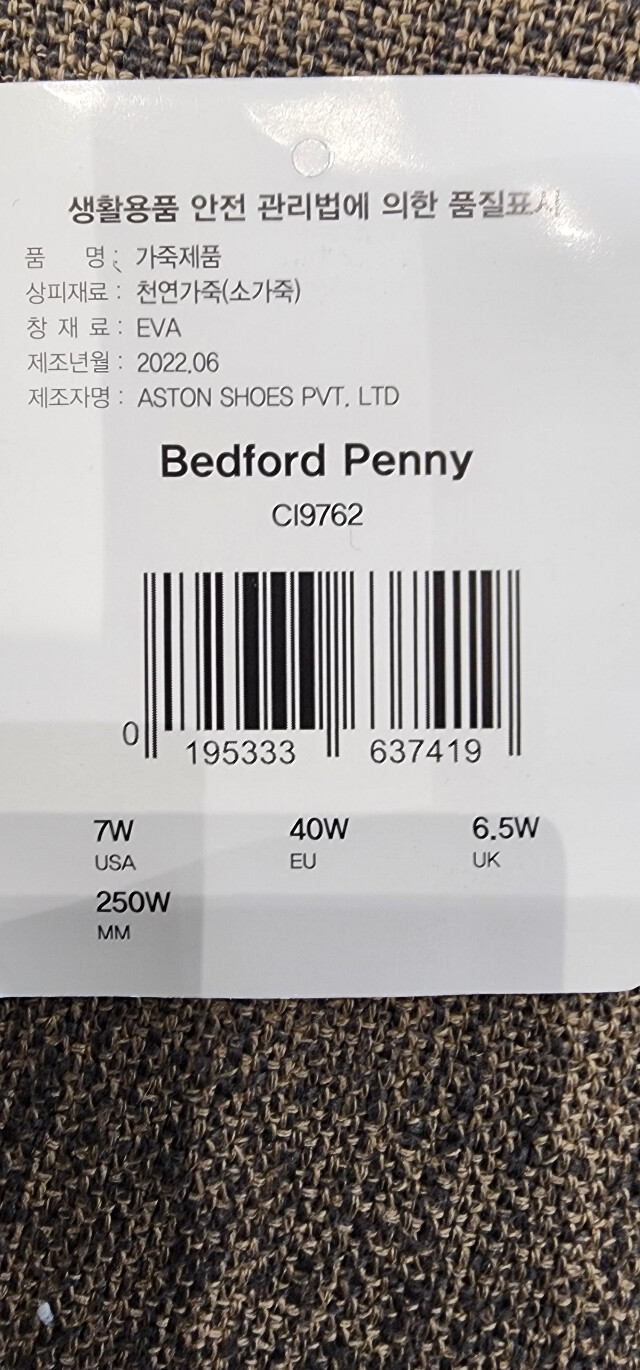 생활용품 안전 관리법에 의한 품질표시
품 명 : 가죽제품
상피재료 : 천연가죽(소가죽)
창 재 료 : EVA
제조년월 : 2022.06
제조자명 : ASTON SHOES PVT. LTD
Bedford Penny
CI9762
0 195333 637419
7W 40W 6.5W
USA EU UK
250W
MM